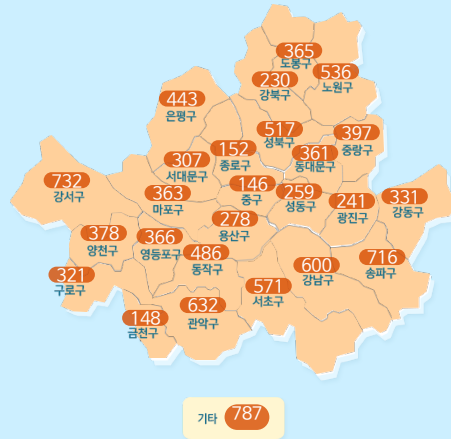 365
도봉구
536
노원구
230
강북구
443
은평구
517
성북구
397
중랑구
152
종로구
361
동대문구
307
서대문구
732
강서구
363
마포구
146
중구
259
성동구
241
광진구
331
강동구
278
용산구
378
양천구
366
영등포구
486
동작구
716
송파구
600
강남구
321
구로구
571
서초구
632
관악구
148
금천구
기타 787